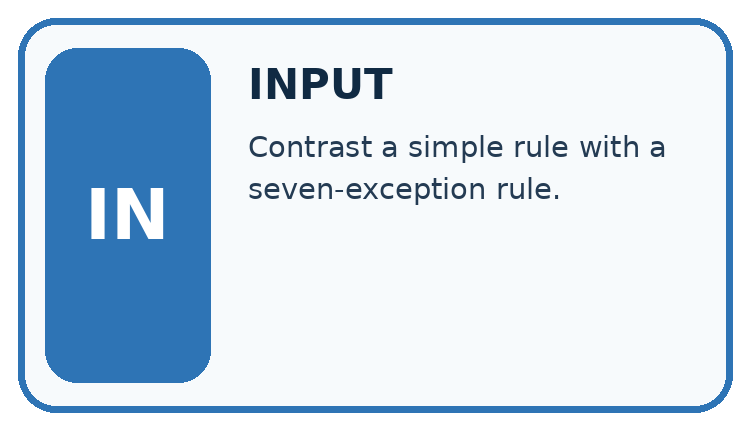 IN
INPUT
Contrast a simple rule with a
seven-exception rule.